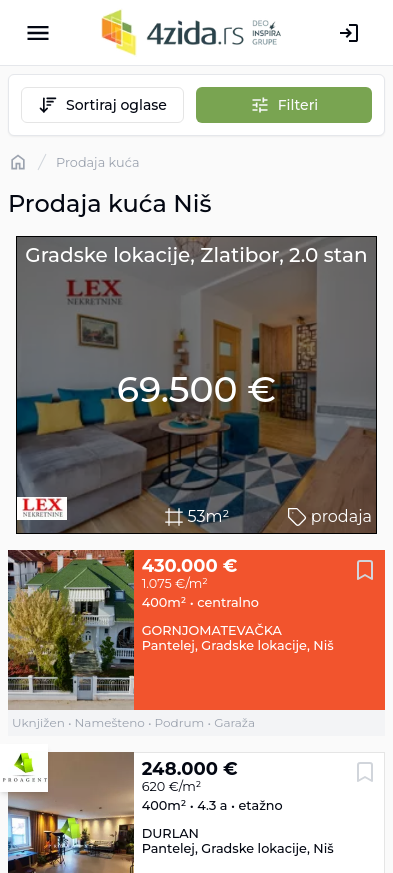 4zida.rs
DEO
INSPIRA
GRUPE
Sortiraj oglase
Filteri
/ Prodaja kuća
Prodaja kuća Niš
Gradske lokacije, Zlatibor, 2.0 stan
LEX
NEKRETNINE
69.500 €
LEX
NEKRETNINE
53m²
prodaja
430.000 €
1.075 €/m²
400m² • centralno
GORNJOMATEVAČKA
Pantelej, Gradske lokacije, Niš
Uknjižen • Namešteno • Podrum • Garaža
PROAGENT
248.000 €
620 €/m²
400m² • 4.3 a • etažno
DURLAN
Pantelej, Gradske lokacije, Niš